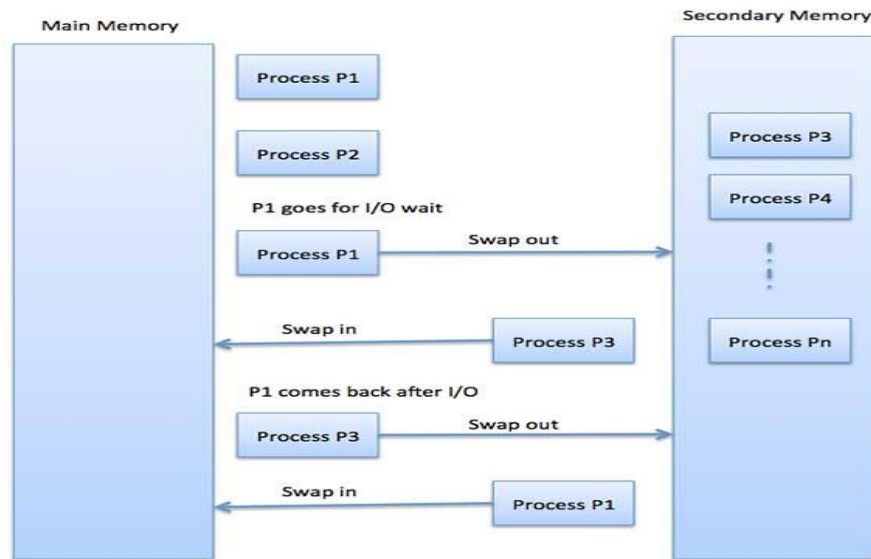 Main Memory
Secondary Memory
Process P1
Process P2
Process P3
Process P4
P1 goes for I/O wait
Process P1
Swap out
Swap in
Process P3
Process Pn
P1 comes back after I/O
Process P3
Swap out
Swap in
Process P1